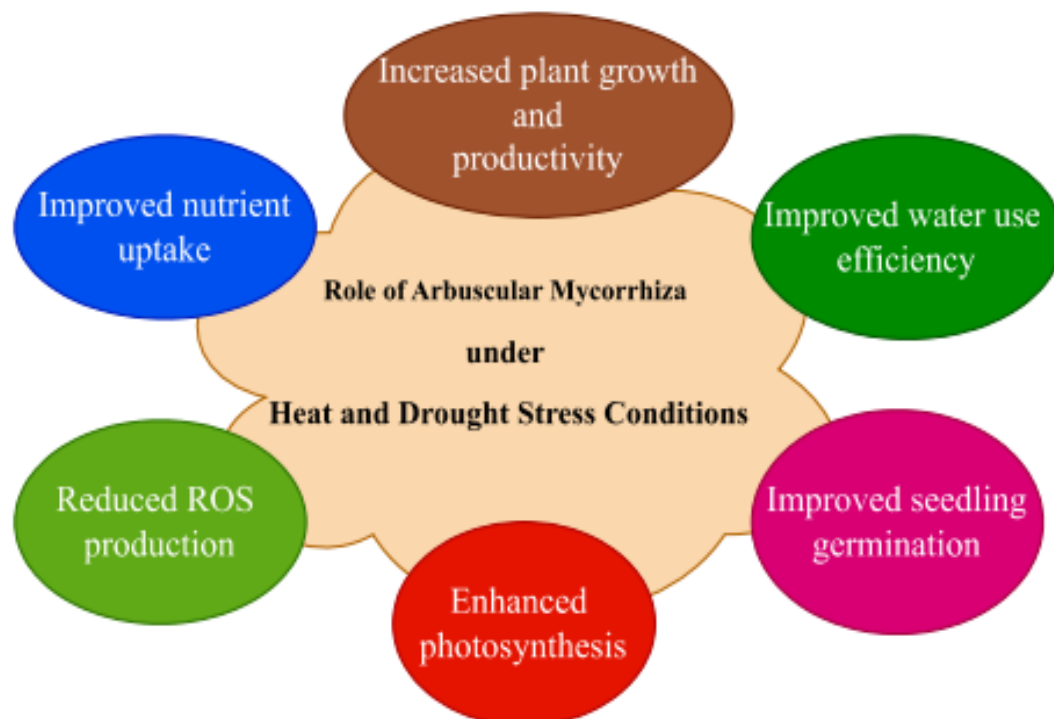 Increased plant growth
and
productivity
Improved nutrient
uptake
Improved water use
efficiency
Role of Arbuscular Mycorrhiza
under
Heat and Drought Stress Conditions
Reduced ROS
production
Improved seedling
germination
Enhanced
photosynthesis